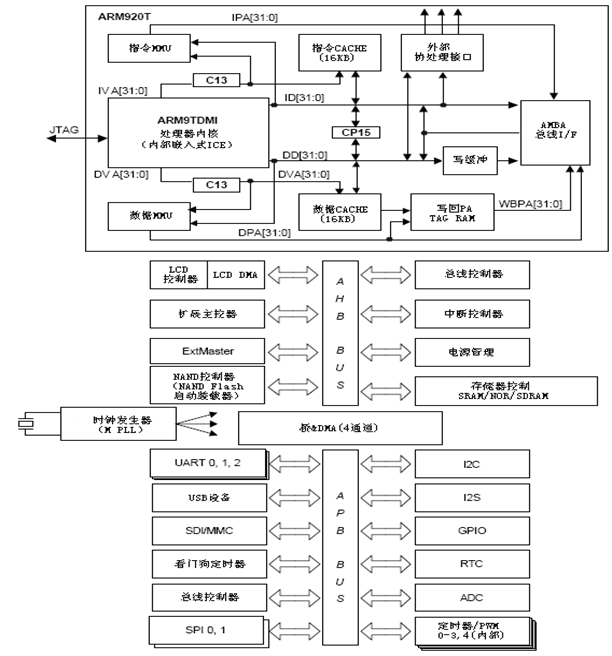 ARM920T
IPA[31:0]
指令MMU
指令CACHE
(16KB)
外部
协处理接口
C13
IVA[31:0]
ID[31:0]
ARM9TDMI
处理器内核
(内部嵌入式ICE)
JTAG
CP15
AMBA
总线I/F
DD[31:0]
写缓冲
DVA[31:0]
C13
DVA[31:0]
数据MMU
数据CACHE
(16KB)
写回PA
TAG RAM
WBPA[31:0]
DPA[31:0]
LCD
控制器
LCD DMA
总线控制器
扩展主控器
中断控制器
ExtMaster
电源管理
NAND控制器
(NAND Flash
启动装载器)
存储器控制
SRAM/NOR/SDRAM
AHB BUS
时钟发生器
(M PLL)
桥&DMA(4通道)
UART 0, 1, 2
I2C
USB设备
I2S
SDI/MMC
GPIO
看门狗定时器
RTC
总线控制器
ADC
SPI 0, 1
定时器/PWM
0-3,4(内部)
APB BUS